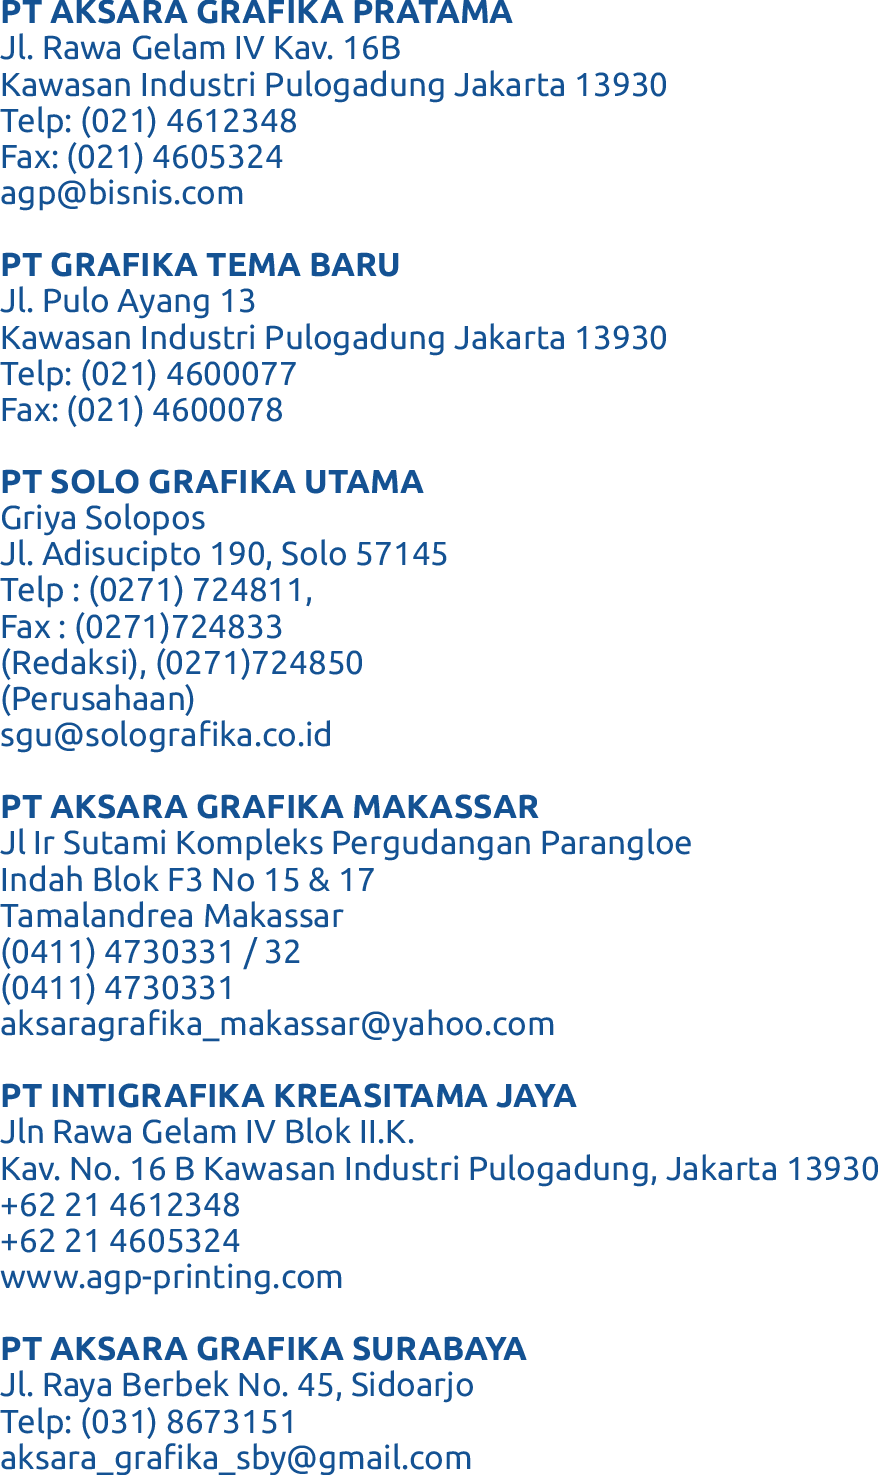 PT AKSARA GRAFIKA PRATAMA
Jl. Rawa Gelam IV Kav. 16B
Kawasan Industri Pulogadung Jakarta 13930
Telp: (021) 4612348
Fax: (021) 4605324
agp@bisnis.com
PT GRAFIKA TEMA BARU
Jl. Pulo Ayang 13
Kawasan Industri Pulogadung Jakarta 13930
Telp: (021) 4600077
Fax: (021) 4600078
PT SOLO GRAFIKA UTAMA
Griya Solopos
Jl. Adisucipto 190, Solo 57145
Telp : (0271) 724811,
Fax : (0271)724833
(Redaksi), (0271)724850
(Perusahaan)
sgu@solografika.co.id
PT AKSARA GRAFIKA MAKASSAR
Jl Ir Sutami Kompleks Pergudangan Parangloe
Indah Blok F3 No 15 & 17
Tamalandrea Makassar
(0411) 4730331 / 32
(0411) 4730331
aksaragrafika_makassar@yahoo.com
PT INTIGRAFIKA KREASITAMA JAYA
Jln Rawa Gelam IV Blok II.K.
Kav. No. 16 B Kawasan Industri Pulogadung, Jakarta 13930
+62 21 4612348
+62 21 4605324
www.agp-printing.com
PT AKSARA GRAFIKA SURABAYA
Jl. Raya Berbek No. 45, Sidoarjo
Telp: (031) 8673151
aksara_grafika_sby@gmail.com